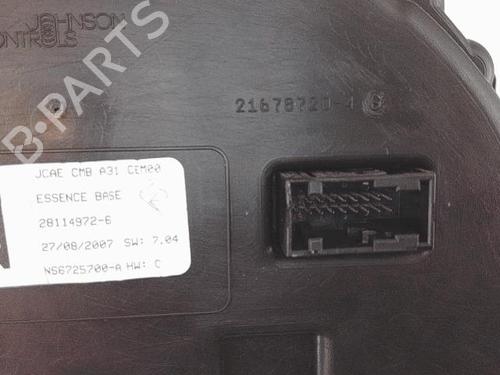 JOHNSON
CONTROLS
21678720-4
B-PARTS
JCAE CMB A31 CEM00
ESSENCE BASE
28114972-6
27/08/2007 SW: 7.04
NS6725700-A HW: C